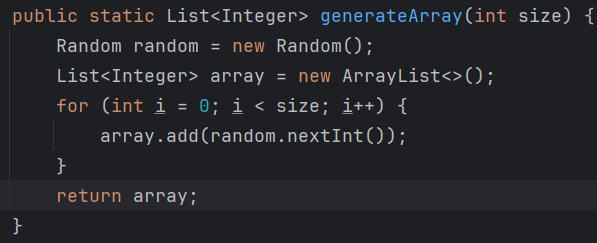 public static List<Integer> generateArray(int size) {
    Random random = new Random();
    List<Integer> array = new ArrayList<>();
    for (int i = 0; i < size; i++) {
        array.add(random.nextInt());
    }
    return array;
}